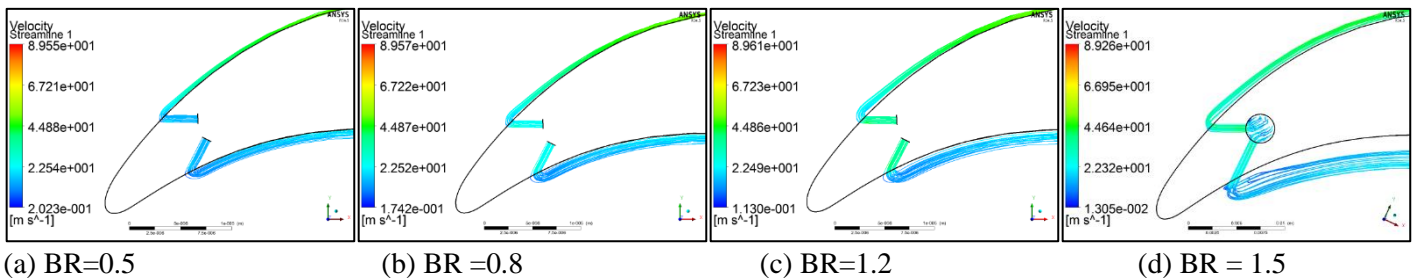 Velocity
Streamline 1
8.955e+001
6.721e+001
4.488e+001
2.254e+001
2.023e-001
[m s^-1]
ANSYS
Velocity
Streamline 1
8.957e+001
6.722e+001
4.487e+001
2.252e+001
1.742e-001
[m s^-1]
ANSYS
Velocity
Streamline 1
8.961e+001
6.723e+001
4.486e+001
2.249e+001
1.130e-001
[m s^-1]
ANSYS
Velocity
Streamline 1
8.926e+001
6.695e+001
4.464e+001
2.232e+001
1.305e-002
[m s^-1]
ANSYS
(a) BR=0.5
(b) BR =0.8
(c) BR=1.2
(d) BR = 1.5